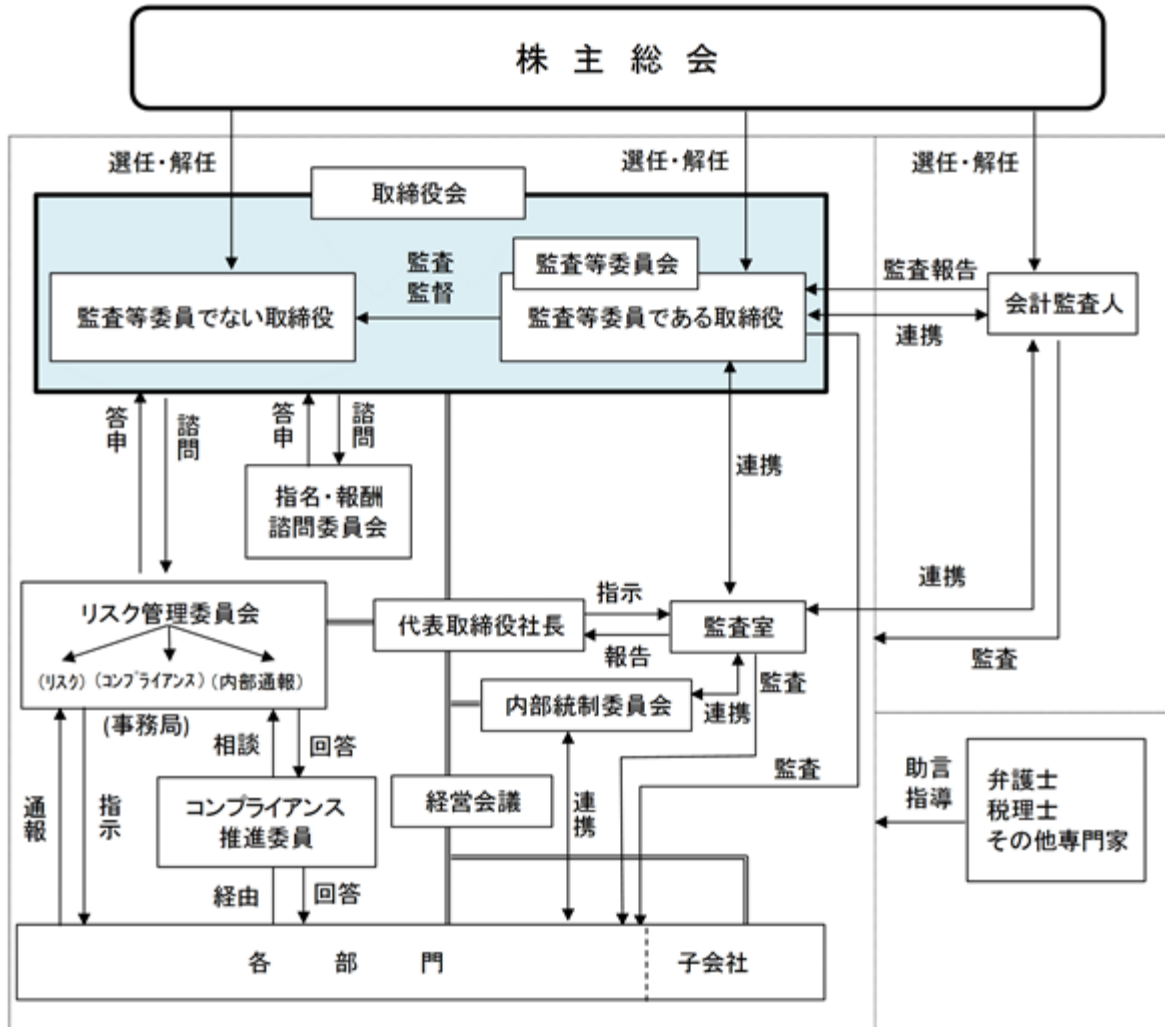 株主総会
選任・解任
選任・解任
選任・解任
取締役会
監査等委員会
監査
監督
監査等委員でない取締役
監査等委員である取締役
監査報告
連携
会計監査人
答申
諮問
答申
諮問
指名・報酬
諮問委員会
連携
連携
監査
リスク管理委員会
(リスク)
(コンプライアンス)
(内部通報)
(事務局)
代表取締役社長
指示
報告
監査室
監査
内部統制委員会
連携
相談
回答
通報
指示
コンプライアンス
推進委員
経営会議
連携
監査
助言
指導
弁護士
税理士
その他専門家
経由
回答
各部門
子会社